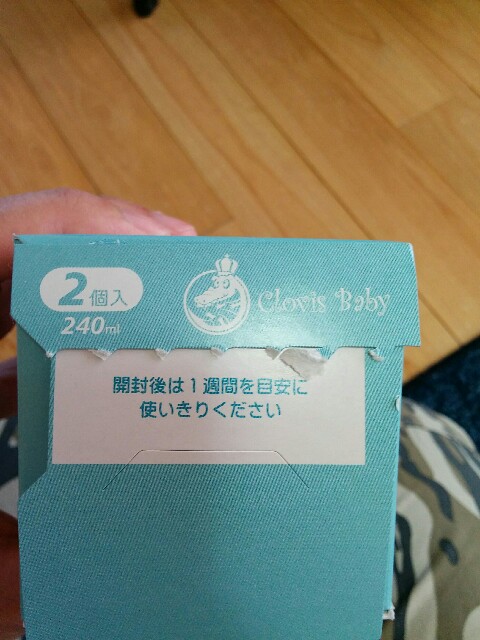 2個入
240ml
Clovis Baby
開封後は1週間を目安に
使いきりください